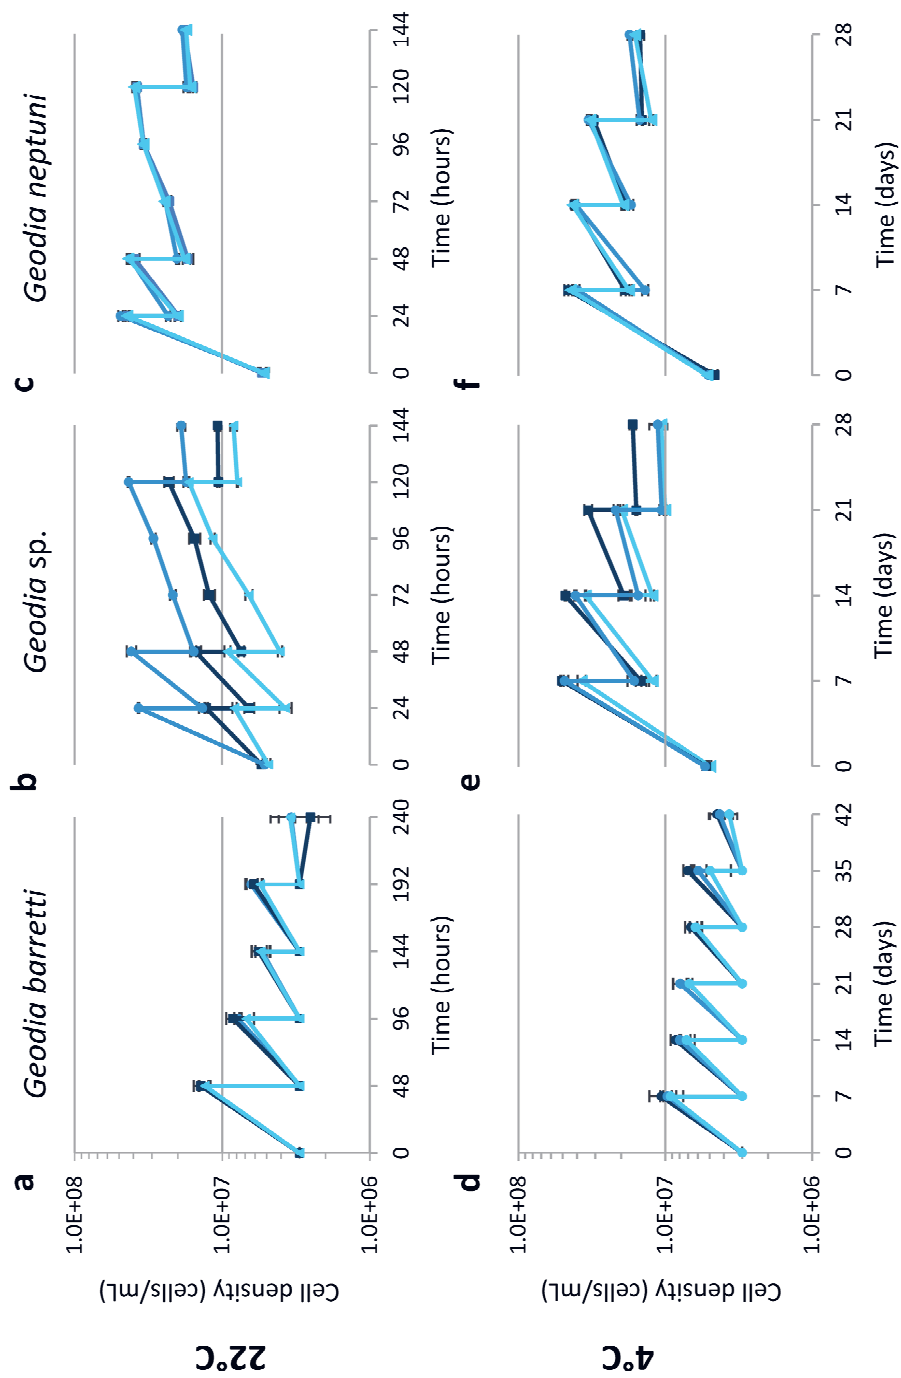 Geodia barretti
Geodia sp.
Geodia neptuni
22°C
a
Cell density (cells/mL)
1.0E+08
1.0E+07
1.0E+06
0 48 96 144 192 240
Time (hours)
b
0 24 48 72 96 120 144
Time (hours)
c
0 24 48 72 96 120 144
Time (hours)
4°C
d
Cell density (cells/mL)
1.0E+08
1.0E+07
1.0E+06
0 7 14 21 28 35 42
Time (days)
e
0 7 14 21 28
Time (days)
f
0 7 14 21 28
Time (days)